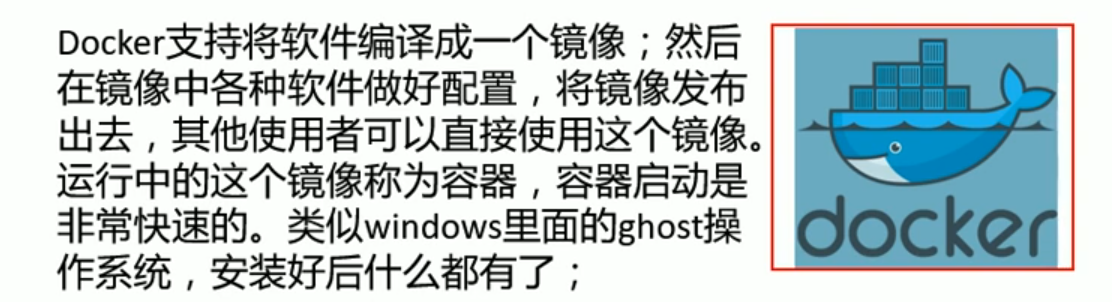 Docker支持将软件编译成一个镜像；然后
在镜像中各种软件做好配置，将镜像发布
出去，其他使用者可以直接使用这个镜像。
运行中的这个镜像称为容器，容器启动是
非常快速的。类似windows里面的ghost操
作系统，安装好后什么都有了；
docker